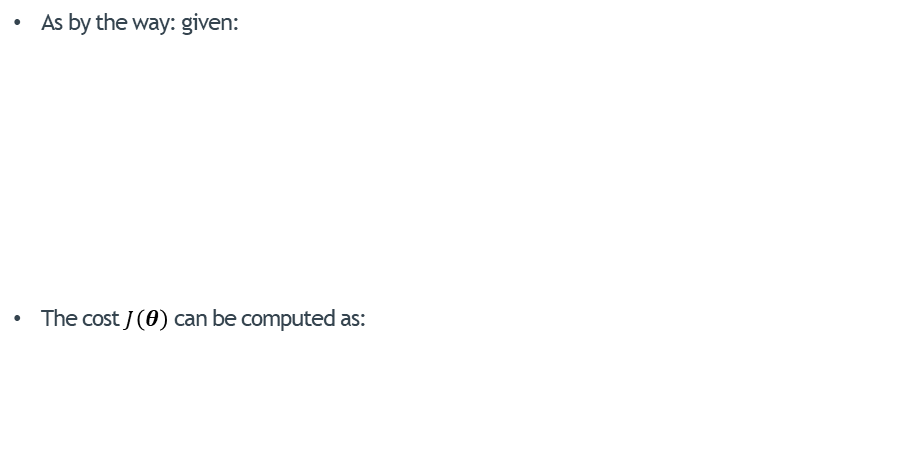 • As by the way: given:
• The cost J(𝜽) can be computed as: